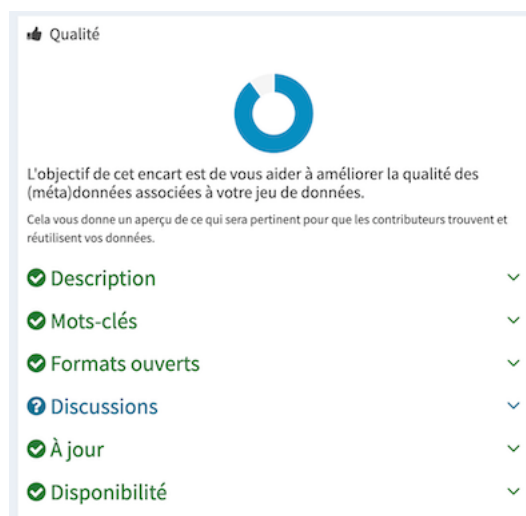 Qualité
L'objectif de cet encart est de vous aider à améliorer la qualité des
(méta)données associées à votre jeu de données.
Cela vous donne un aperçu de ce qui sera pertinent pour que les contributeurs trouvent et
réutilisent vos données.
Description
Mots-clés
Formats ouverts
Discussions
À jour
Disponibilité